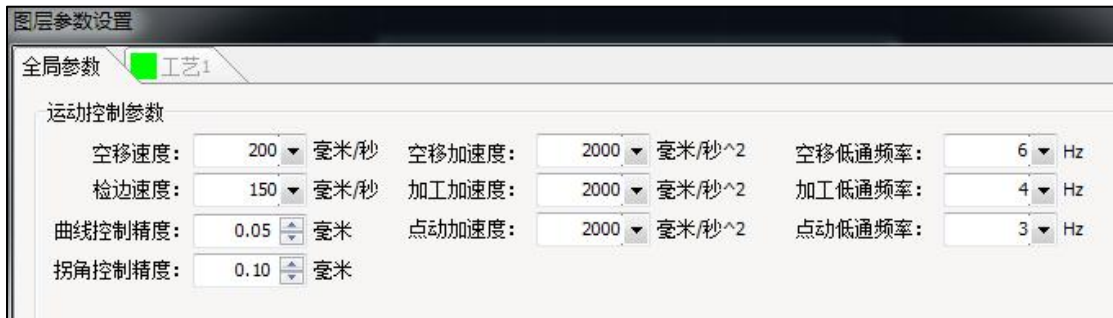 图层参数设置
全局参数 工艺1
运动控制参数
空移速度： 200 毫米/秒 空移加速度： 2000 毫米/秒^2 空移低通频率： 6 Hz
检边速度： 150 毫米/秒 加工加速度： 2000 毫米/秒^2 加工低通频率： 4 Hz
曲线控制精度： 0.05 毫米 点动加速度： 2000 毫米/秒^2 点动低通频率： 3 Hz
拐角控制精度： 0.10 毫米